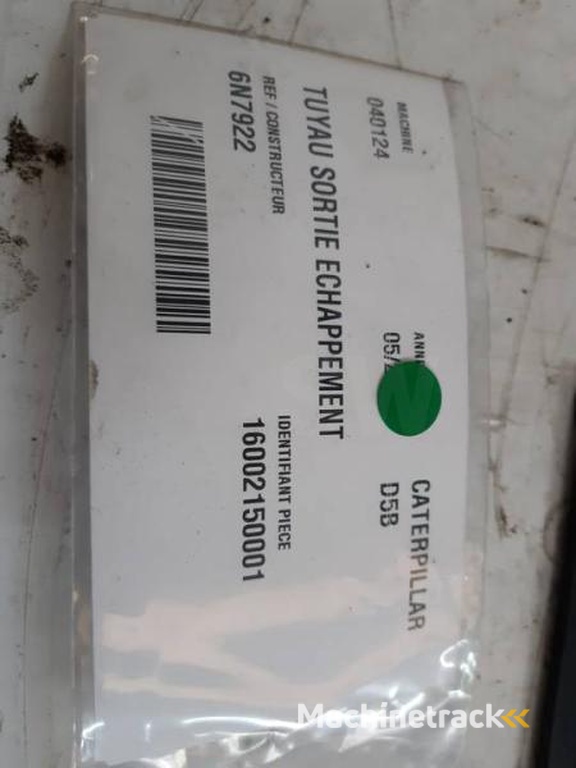 MACHINE
040124
CATERPILLAR
D5B
TUYAU SORTIE ECHAPPEMENT
REF / CONSTRUCTEUR
6N7922
IDENTIFIANT PIECE
16002150001
Machinetrack